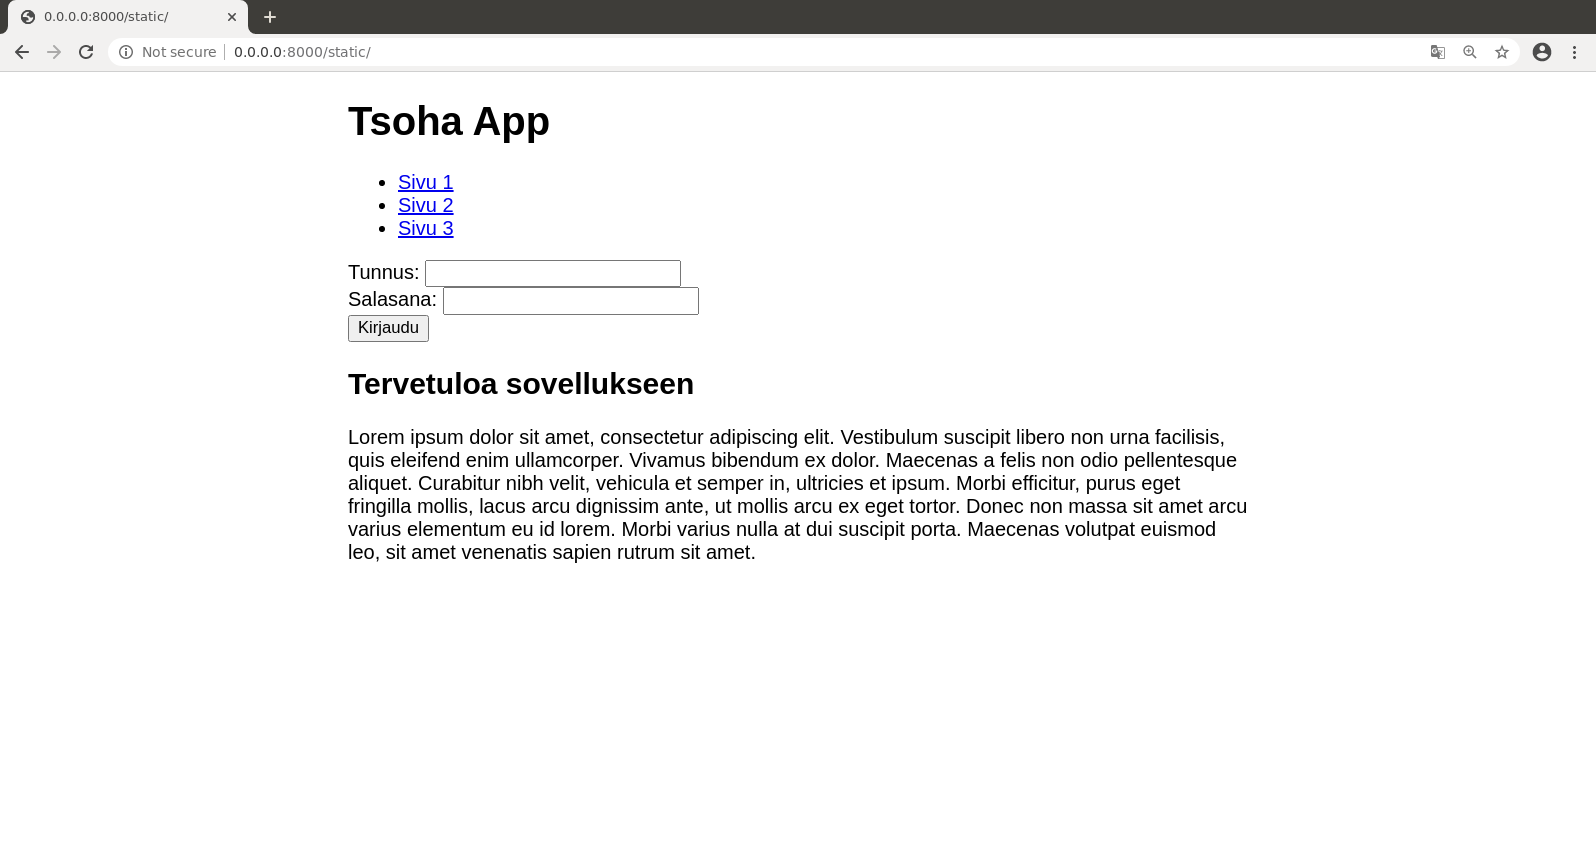 0.0.0.0:8000/static/
Not secure 0.0.0.0:8000/static/
Tsoha App
Sivu 1
Sivu 2
Sivu 3
Tunnus:
Salasana:
Kirjaudu
Tervetuloa sovellukseen
Lorem ipsum dolor sit amet, consectetur adipiscing elit. Vestibulum suscipit libero non urna facilisis,
quis eleifend enim ullamcorper. Vivamus bibendum ex dolor. Maecenas a felis non odio pellentesque
aliquet. Curabitur nibh velit, vehicula et semper in, ultricies et ipsum. Morbi efficitur, purus eget
fringilla mollis, lacus arcu dignissim ante, ut mollis arcu ex eget tortor. Donec non massa sit amet arcu
varius elementum eu id lorem. Morbi varius nulla at dui suscipit porta. Maecenas volutpat euismod
leo, sit amet venenatis sapien rutrum sit amet.